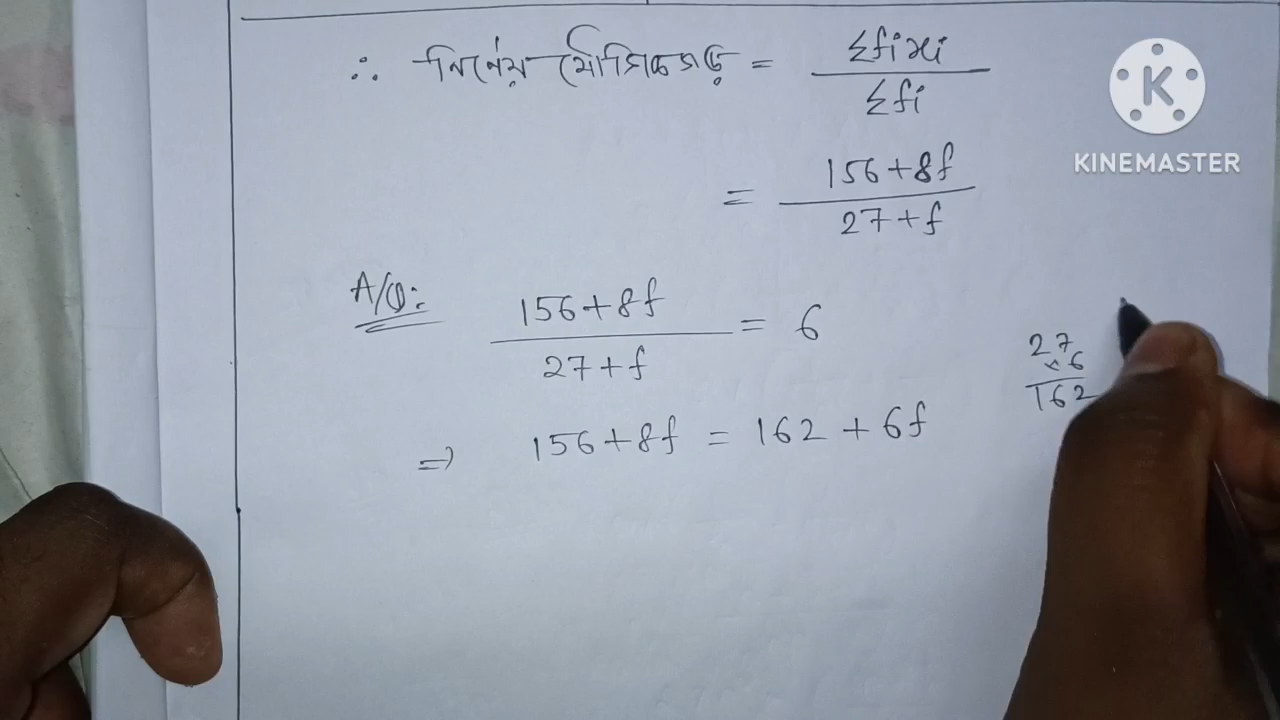 ∴ নির্ণেয় যৌগিক গড় = Σfixi / Σfi
= 156+8f / 27+f
A/Q: 156+8f / 27+f = 6
⇒ 156+8f = 162 + 6f
27
×6
162
K
KINEMASTER